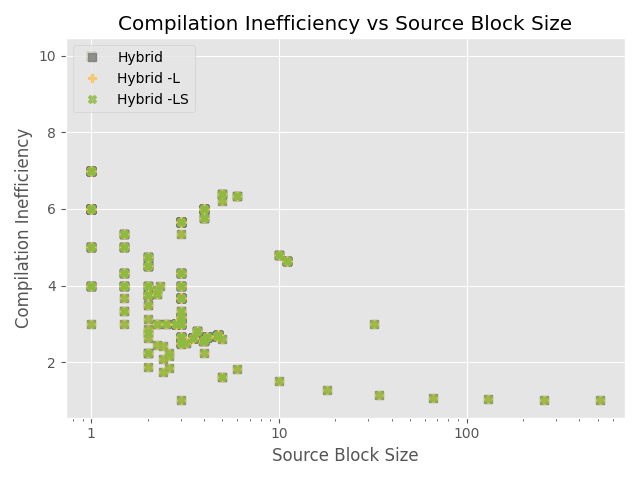 Compilation Inefficiency vs Source Block Size
Hybrid
Hybrid -L
Hybrid -LS
Compilation Inefficiency
10
8
6
4
2
1
10
100
Source Block Size